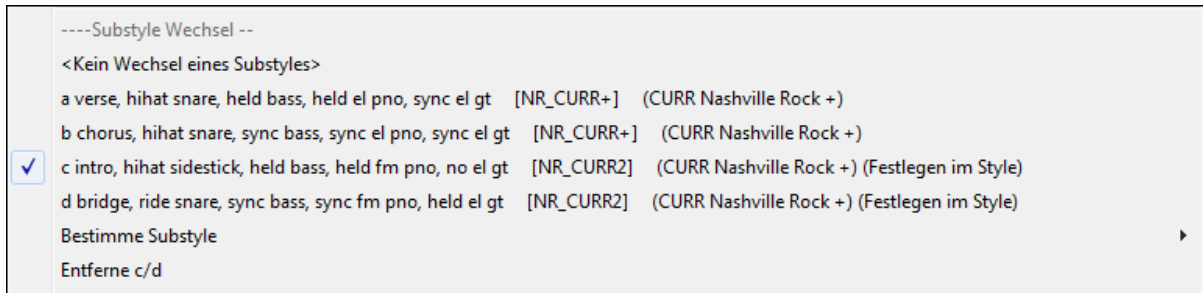 ----Substyle Wechsel --
<Kein Wechsel eines Substyles>
a verse, hihat snare, held bass, held el pno, sync el gt [NR_CURR+] (CURR Nashville Rock +)
b chorus, hihat snare, sync bass, sync el pno, sync el gt [NR_CURR+] (CURR Nashville Rock +)
c intro, hihat sidestick, held bass, held fm pno, no el gt [NR_CURR2] (CURR Nashville Rock +) (Festlegen im Style)
d bridge, ride snare, sync bass, sync fm pno, held el gt [NR_CURR2] (CURR Nashville Rock +) (Festlegen im Style)
Bestimme Substyle
Entferne c/d